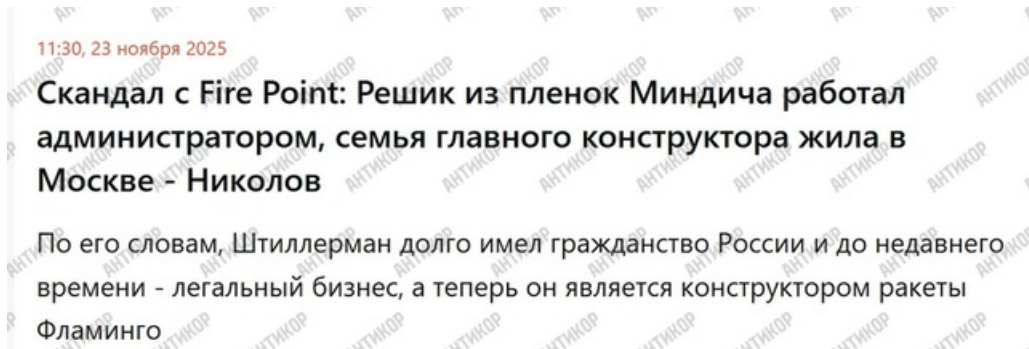 11:30, 23 ноября 2025
Скандал с Fire Point: Решик из пленок Миндича работал
администратором, семья главного конструктора жила в
Москве - Николов
По его словам, Штиллерман долго имел гражданство России и до недавнего
времени - легальный бизнес, а теперь он является конструктором ракеты
Фламинго
АНТИКОР